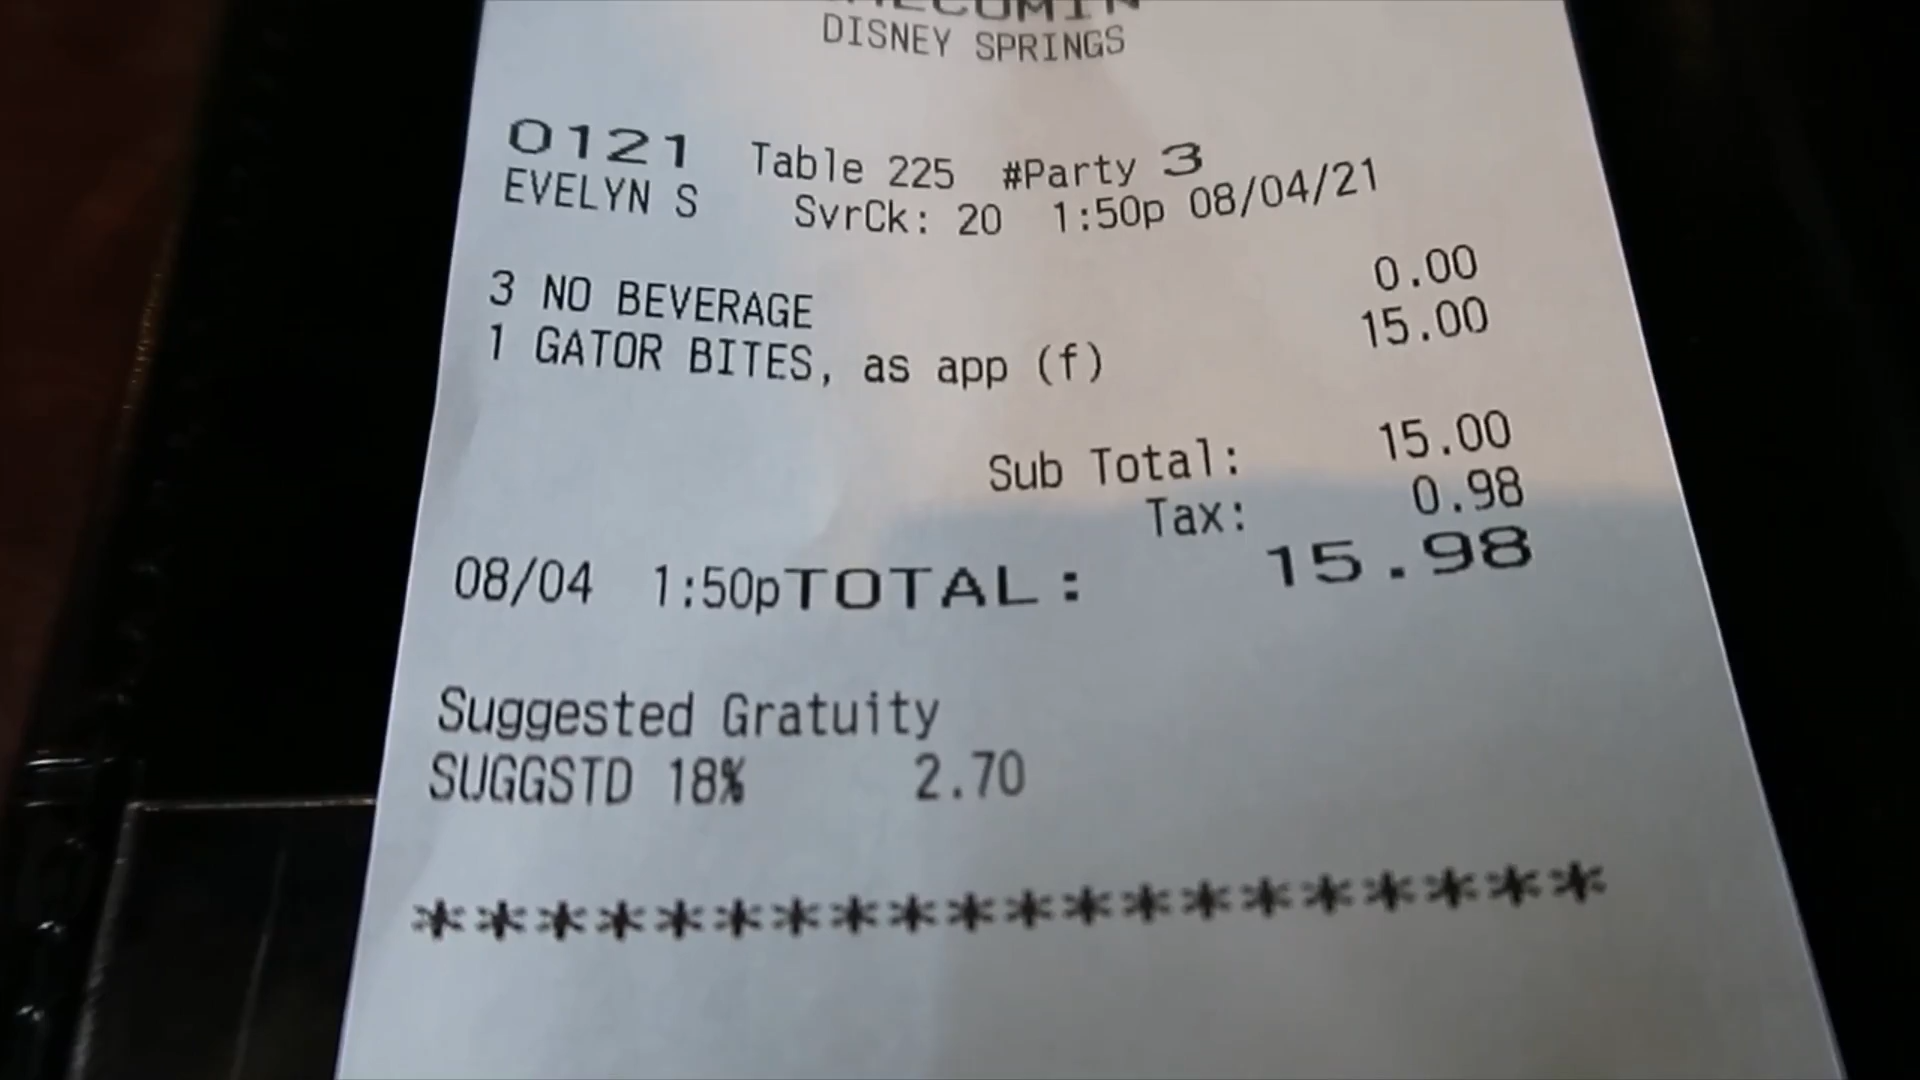 DISNEY SPRINGS
0121 Table 225 #Party 3
EVELYN S SvrCk: 20 1:50p 08/04/21
3 NO BEVERAGE 0.00
1 GATOR BITES, as app (f) 15.00
Sub Total: 15.00
Tax: 0.98
08/04 1:50pTOTAL: 15.98
Suggested Gratuity
SUGGSTD 18% 2.70
*********************